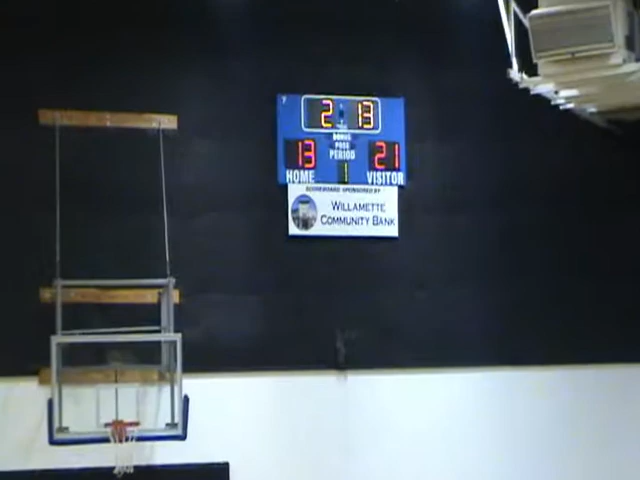 2 13
BONUS
POSS
13 PERIOD 21
HOME 1 VISITOR
SCOREBOARD SPONSORED BY
WILLAMETTE
COMMUNITY BANK